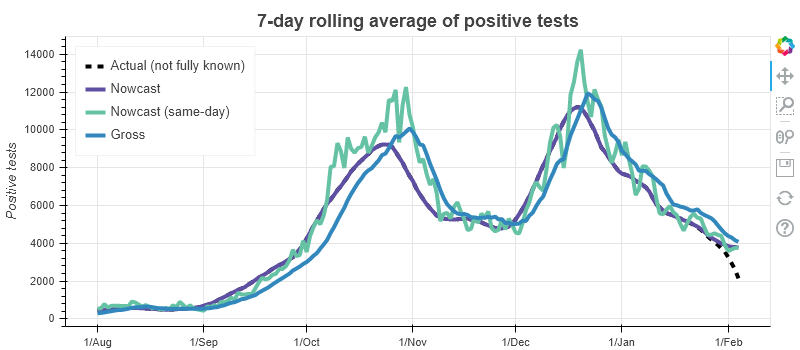 7-day rolling average of positive tests
14000
12000
10000
8000
6000
4000
2000
0
Positive tests
Actual (not fully known)
Nowcast
Nowcast (same-day)
Gross
1/Aug
1/Sep
1/Oct
1/Nov
1/Dec
1/Jan
1/Feb